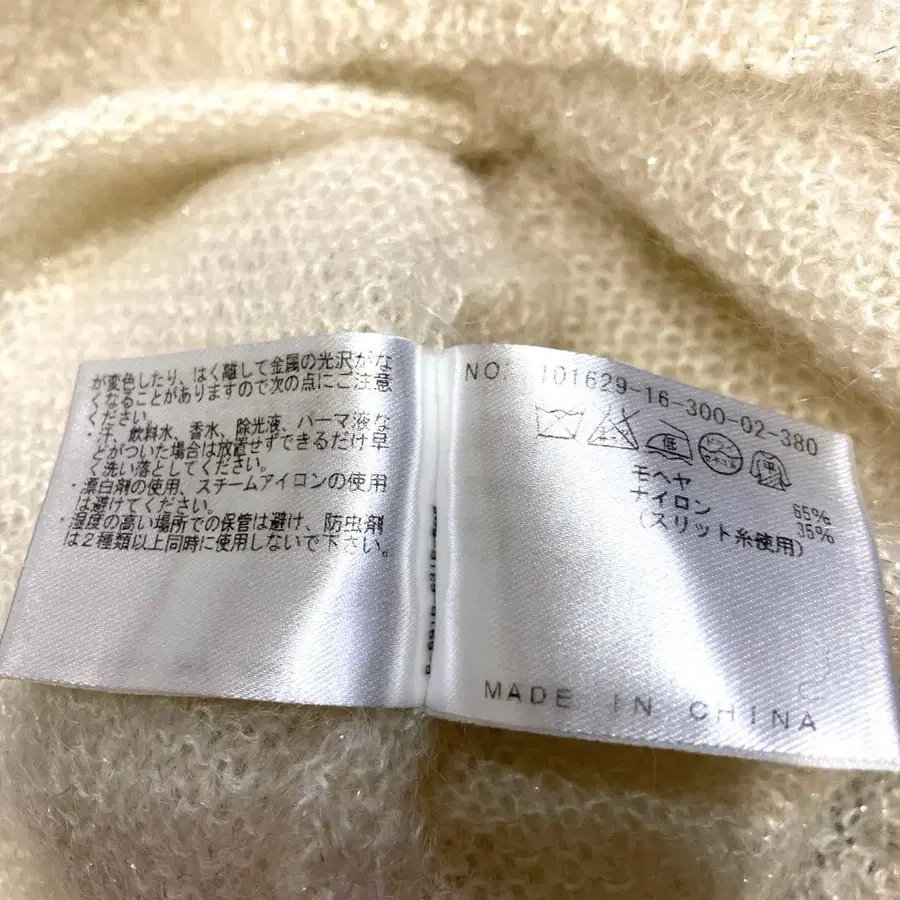 が変色したり、はく離して金属の光沢がな
くなることがありますので次の点にご注意
ください。
・汗、飲料水、香水、除光液、パーマ液な
どがついた場合は放置せずできるだけ早
く洗い落としてください。
・漂白剤の使用、スチームアイロンの使用
は避けてください。
・湿度の高い場所での保管は避け、防虫剤
は2種類以上同時に使用しないで下さい。
NO. 101629-16-300-02-380
低 ドライ
モヘヤ 65%
ナイロン 35%
(スリット糸使用)
MADE IN CHINA